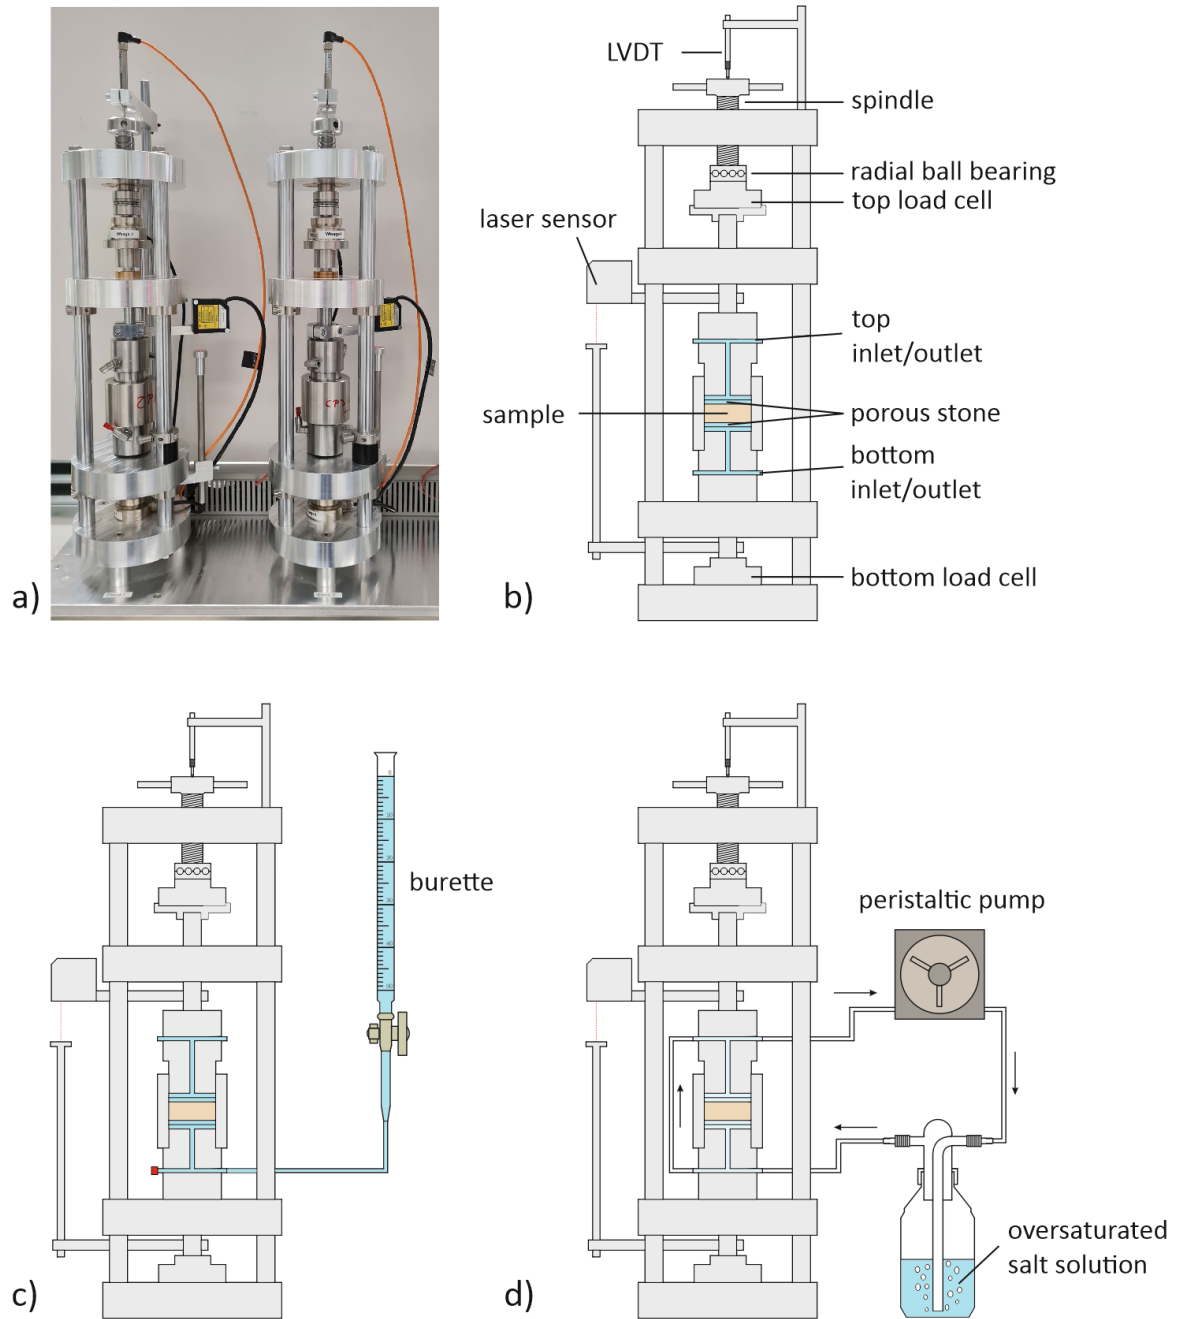 LVDT
spindle
radial ball bearing
top load cell
laser sensor
top
inlet/outlet
sample
porous stone
bottom
inlet/outlet
bottom load cell
a)
b)
burette
peristaltic pump
oversaturated
salt solution
c)
d)